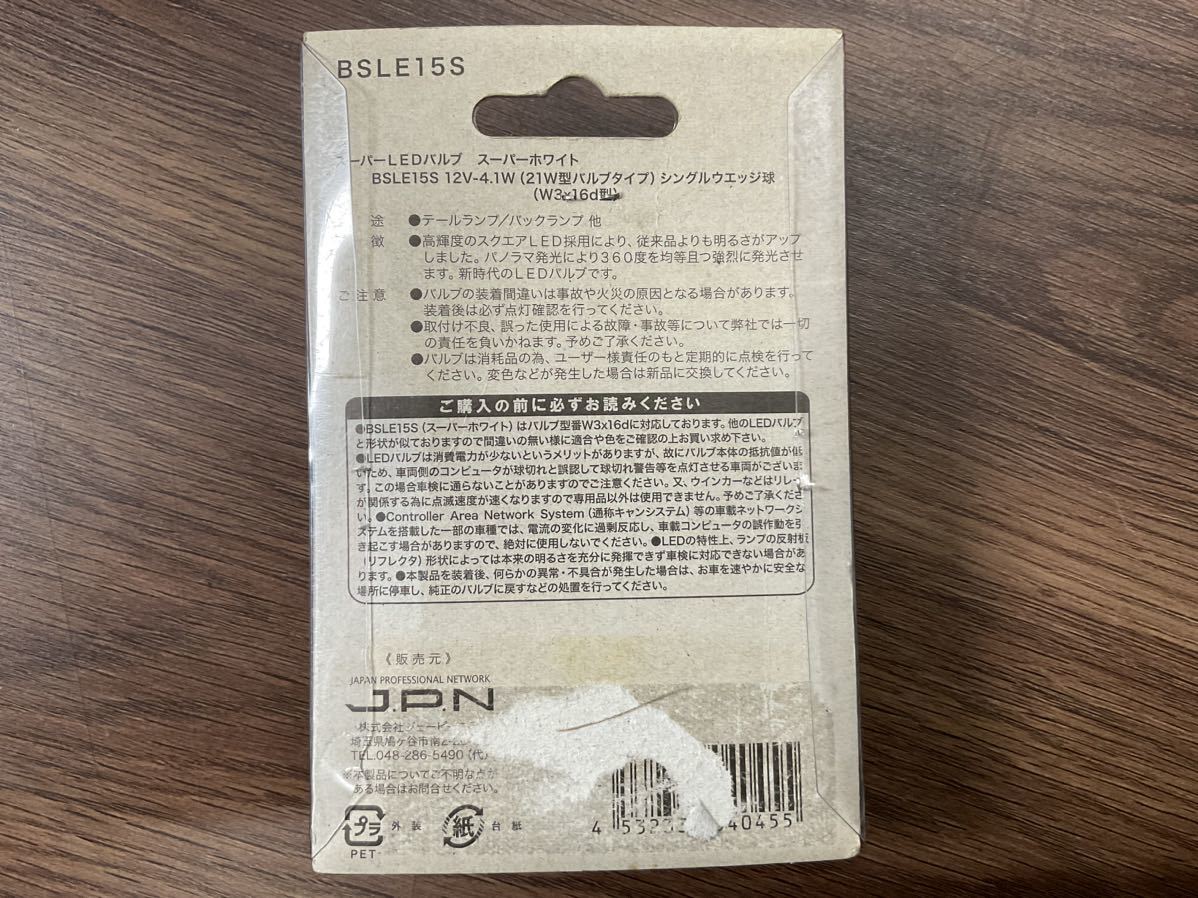 BSLE15S
ーパーLEDバルブ スーパーホワイト
BSLE15S 12V-4.1W(21W型バルブタイプ)シングルウエッジ球
(W3×16d型)
途 ●テールランプ/バックランプ 他
徴 ●高輝度のスクエアLED採用により、従来品よりも明るさがアップ
しました。パノラマ発光により360度を均等且つ強烈に発光させ
ます。新時代のLEDバルブです。
ご注意 ●バルブの装着間違いは事故や火災の原因となる場合があります。
装着後は必ず点灯確認を行ってください。
●取付け不良、誤った使用による故障・事故等について弊社では一切
の責任を負いかねます。予めご了承ください。
●バルブは消耗品の為、ユーザー様責任のもと定期的に点検を行って
ください。変色などが発生した場合は新品に交換してください。
ご購入の前に必ずお読みください
●BSLE15S(スーパーホワイト)はバルブ型番W3x16dに対応しております。他のLEDバルブ
と形状が似ておりますので間違いの無い様に適合や色をご確認の上お買い求め下さい。
●LEDバルブは消費電力が少ないというメリットがありますが、故にバルブ本体の抵抗値が低
いため、車両側のコンピュータが球切れと誤認して球切れ警告等を点灯させる車両がございま
す。この場合車検に通らないことがありますのでご注意ください。又、ウインカーなどはリレー
が関係する為に点滅速度が速くなりますので専用品以外は使用できません。予めご了承くださ
い。●Controller Area Network System(通称キャンシステム)等の車載ネットワークシ
ステムを搭載した一部の車種では、電流の変化に過剰反応し、車載コンピュータの誤作動を引
き起こす場合がありますので、絶対に使用しないでください。●LEDの特性上、ランプの反射板
(リフレクタ)形状によっては本来の明るさを充分に発揮できず車検に対応できない場合があ
ります。●本製品を装着後、何らかの異常・不具合が発生した場合は、お車を速やかに安全な
場所に停車し、純正のバルブに戻すなどの処置を行ってください。
《販売元》
JAPAN PROFESSIONAL NETWORK
J.P.N
株式会社ジェーピー
埼玉県鳩ヶ谷市南2-2
TEL.048-286-5490(代)
※本製品についてご不明な点が
ある場合はお問合せください。
プラ 外装 紙 台紙
PET
4 53 40455